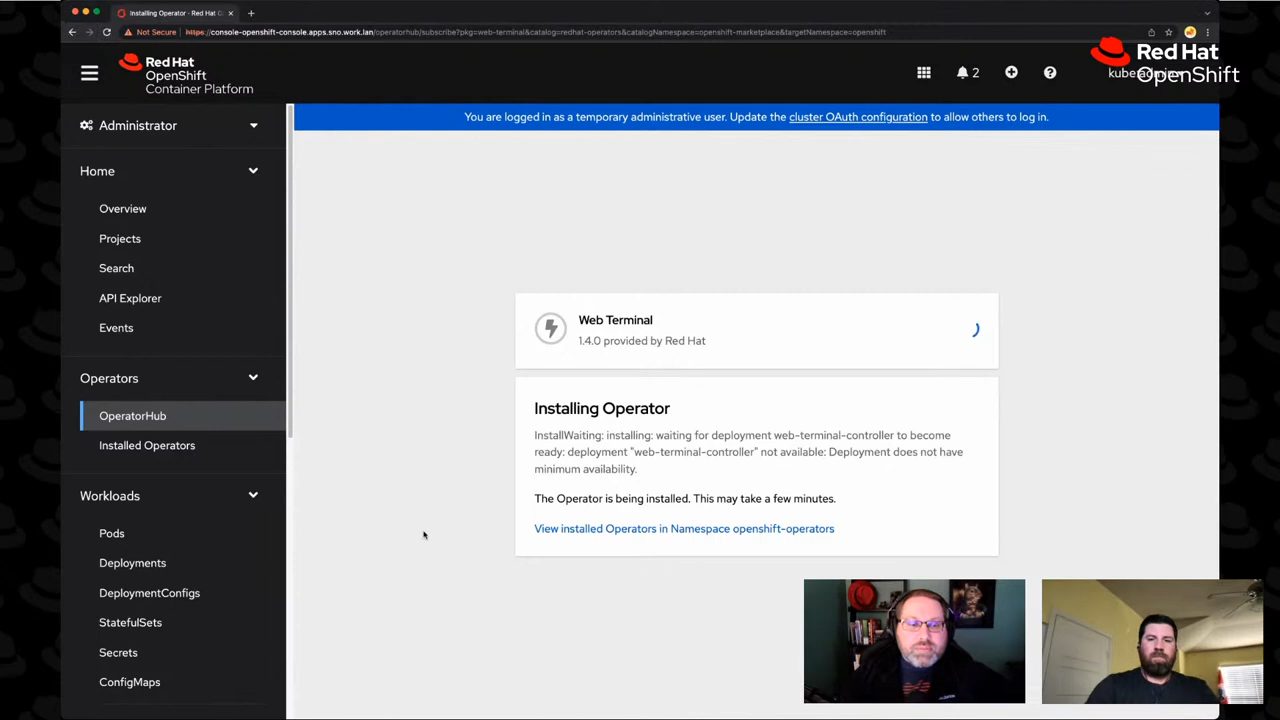 Installing Operator - Red Hat O
Not Secure
https://console-openshift-console.apps.sno.work.lan/operatorhub/subscribe?pkg=web-terminal&catalog=redhat-operators&catalogNamespace=openshift-marketplace&targetNamespace=openshift
Red Hat
OpenShift
Container Platform
2
Red Hat
OpenShift
Administrator
You are logged in as a temporary administrative user. Update the cluster OAuth configuration to allow others to log in.
Home
Overview
Projects
Search
API Explorer
Events
Operators
OperatorHub
Installed Operators
Workloads
Pods
Deployments
DeploymentConfigs
StatefulSets
Secrets
ConfigMaps
Web Terminal
1.4.0 provided by Red Hat
Installing Operator
InstallWaiting: installing: waiting for deployment web-terminal-controller to become
ready: deployment "web-terminal-controller" not available: Deployment does not have
minimum availability.
The Operator is being installed. This may take a few minutes.
View installed Operators in Namespace openshift-operators